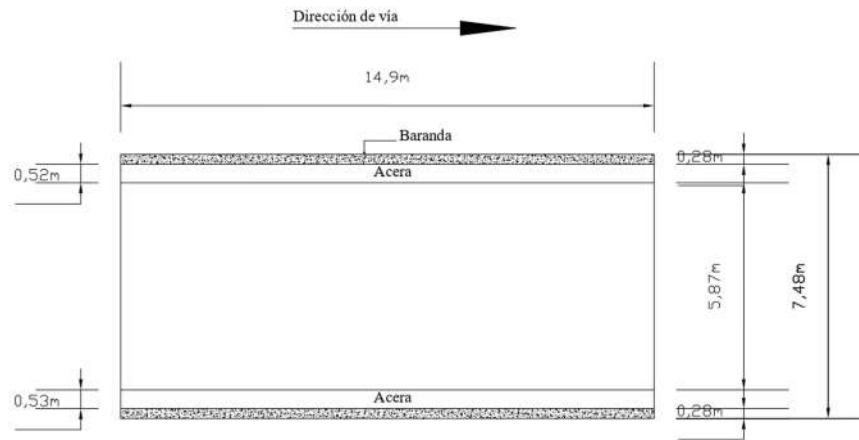 Dirección de vía
14,9m
Baranda
0,28m
0,52m
Acera
5,87m
7,48m
0,53m
Acera
0,28m